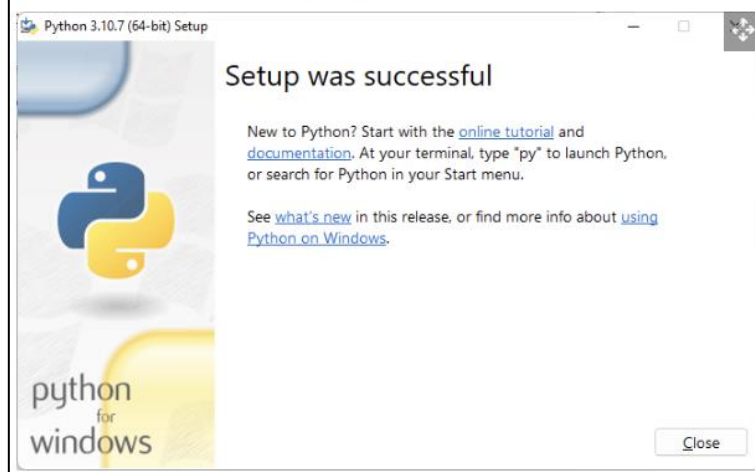 Python 3.10.7 (64-bit) Setup
Setup was successful
New to Python? Start with the online tutorial and
documentation. At your terminal, type "py" to launch Python,
or search for Python in your Start menu.
See what's new in this release, or find more info about using
Python on Windows.
python
for
windows
Close